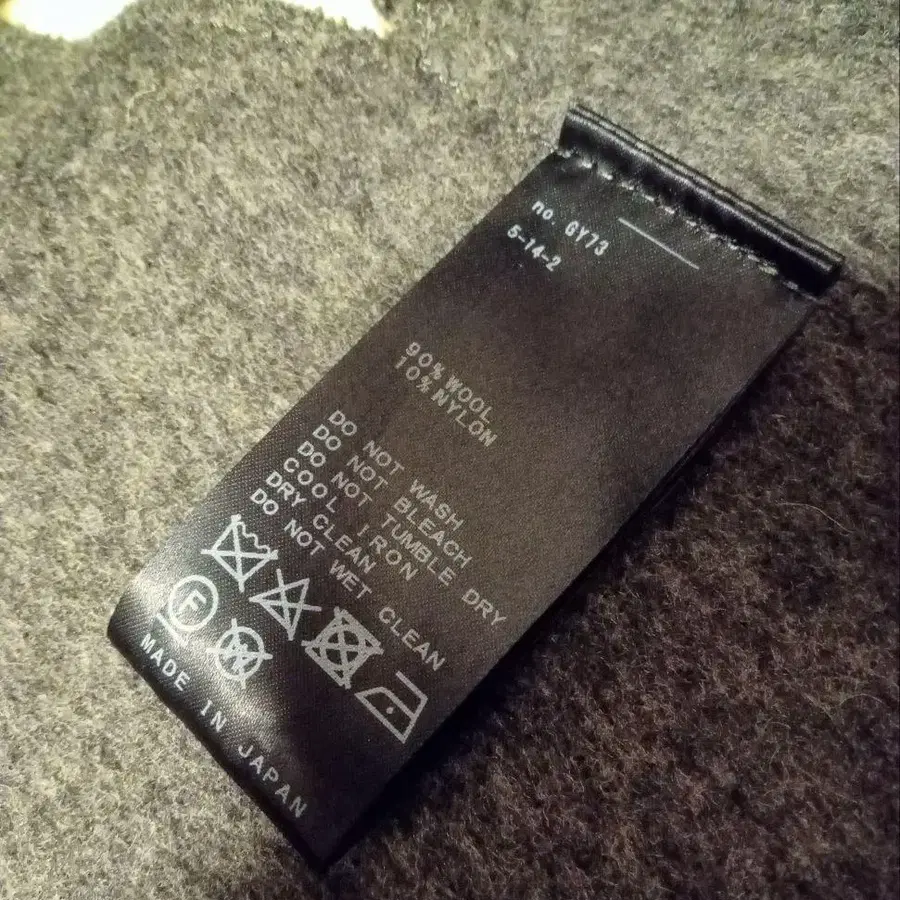 no. GY73
5-14-2
90% WOOL
10% NYLON
DO NOT WASH
DO NOT BLEACH
DO NOT TUMBLE DRY
COOL IRON
DRY CLEAN
DO NOT WET CLEAN
F
W
MADE IN JAPAN